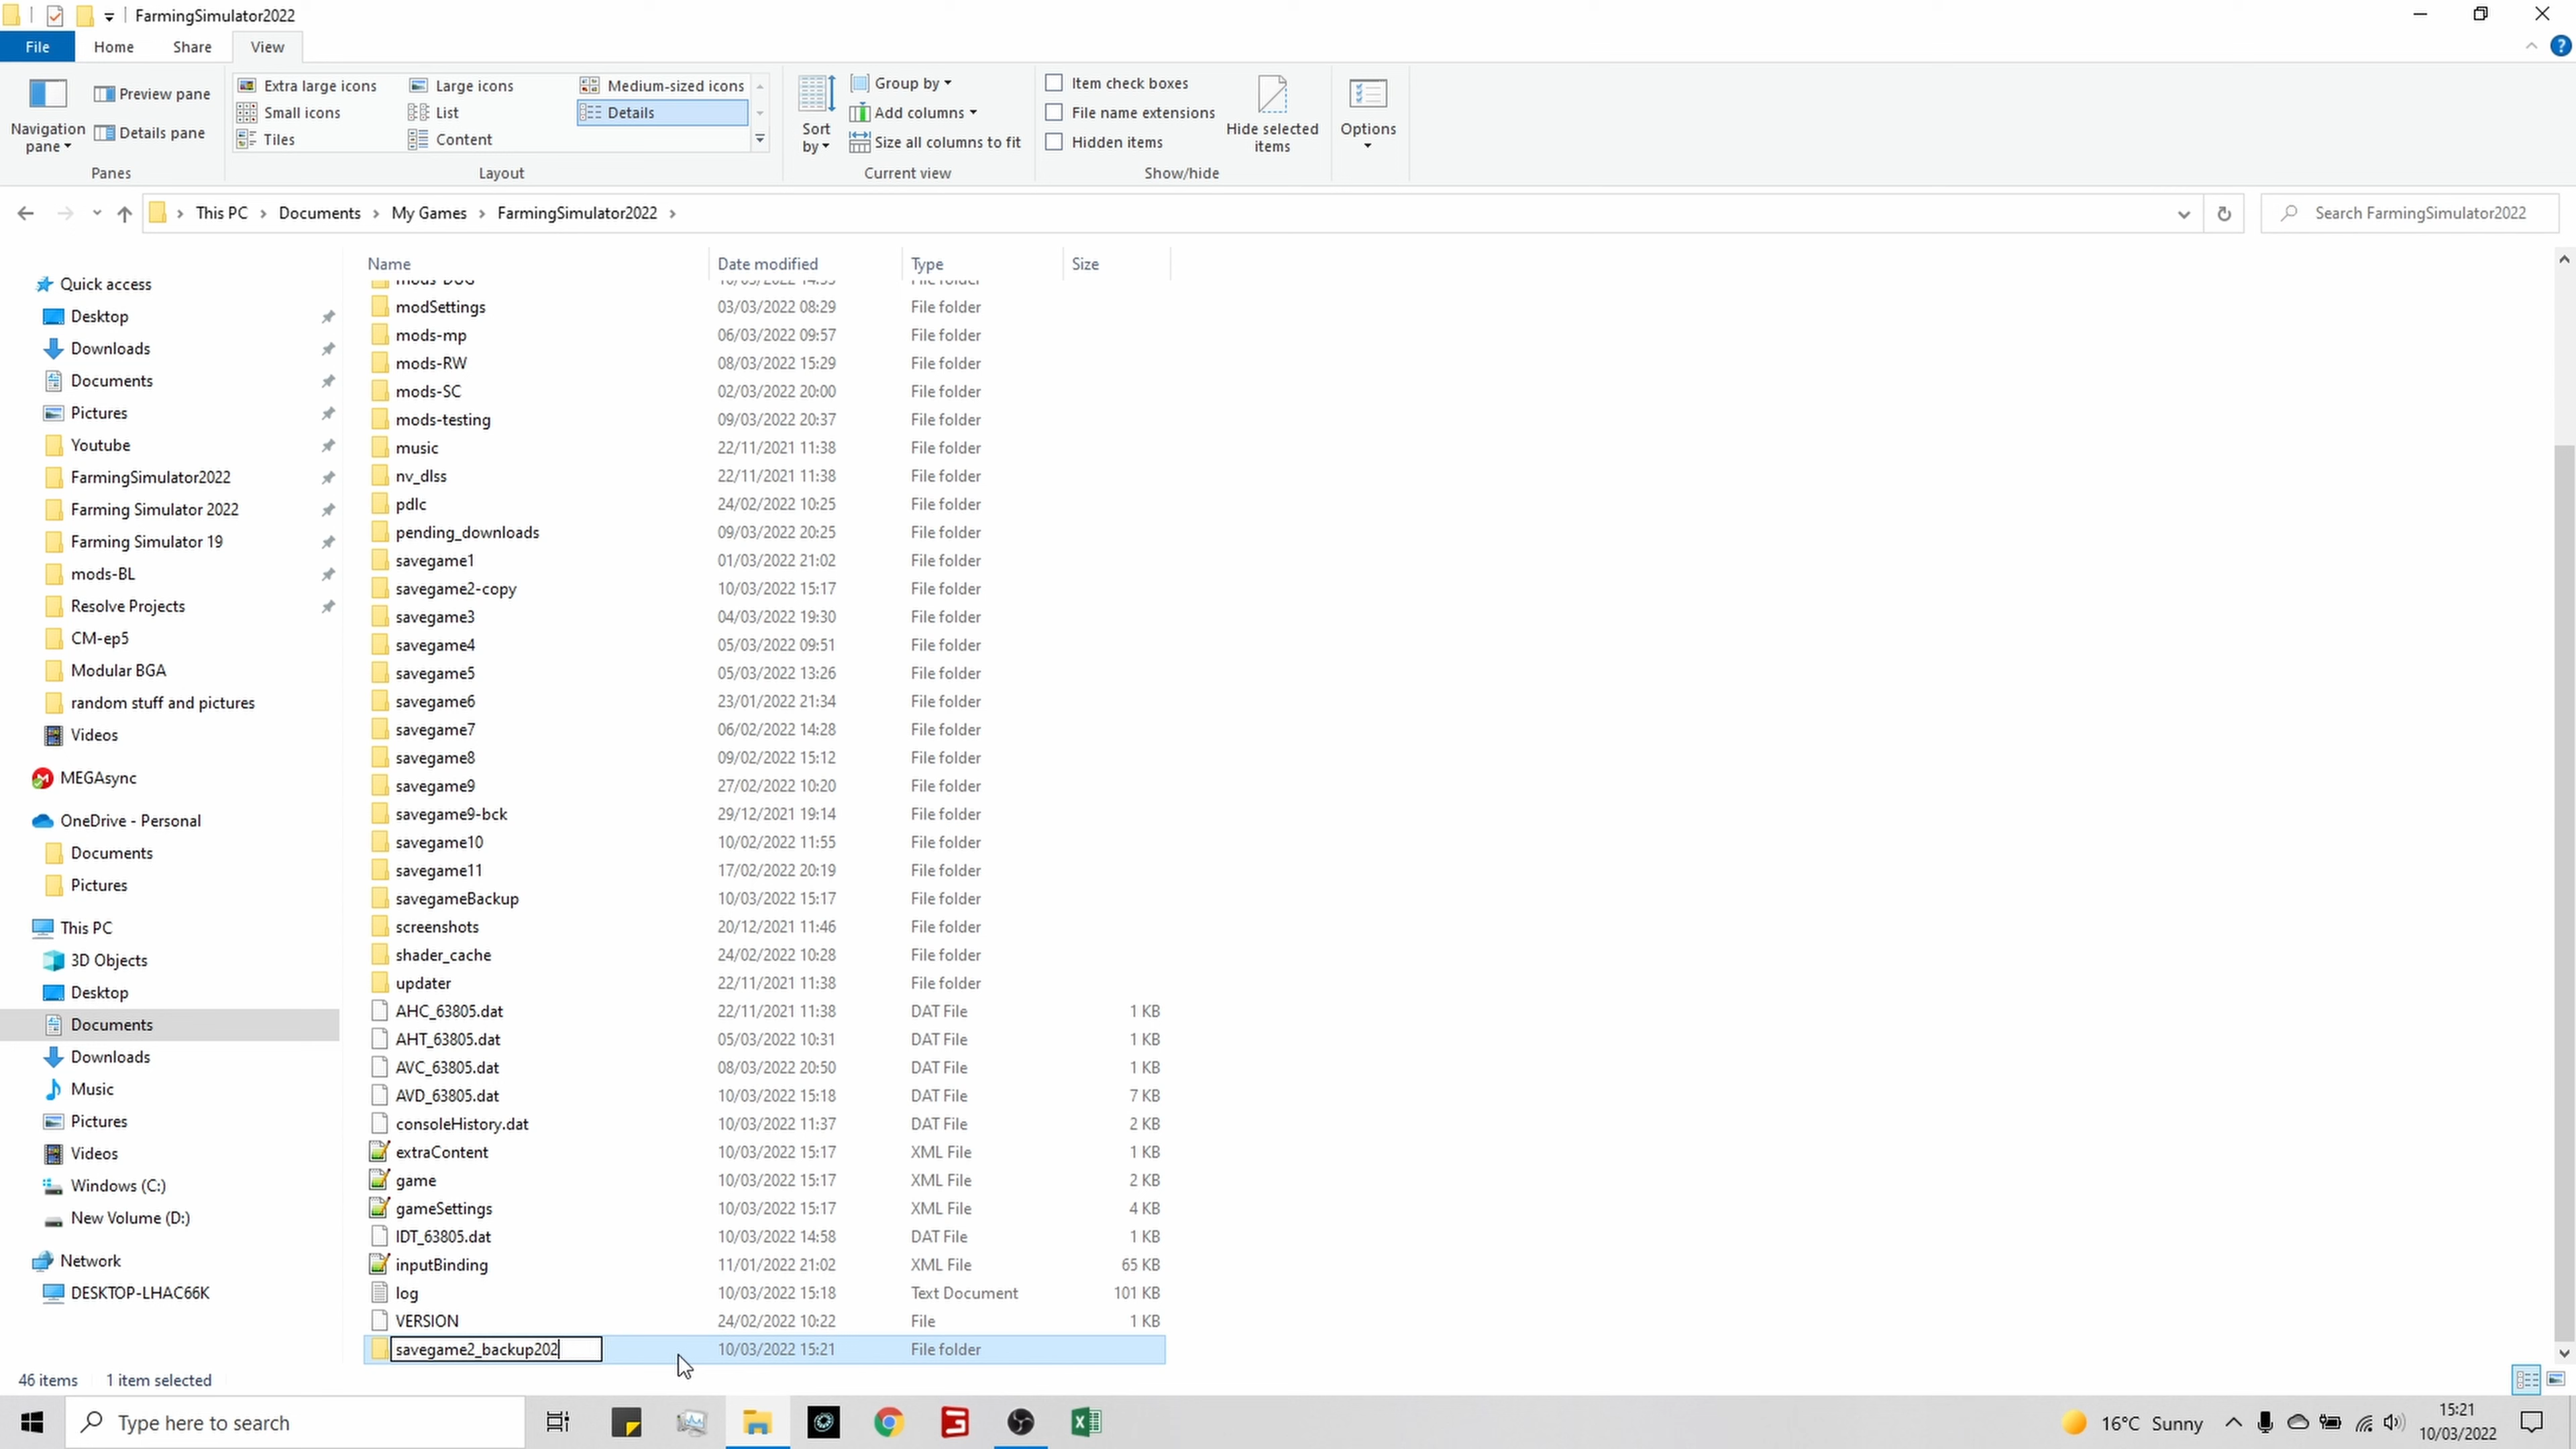 FarmingSimulator2022
File Home Share View
Navigation pane
Preview pane
Details pane
Panes
Extra large icons Large icons Medium-sized icons
Small icons List Details
Tiles Content
Layout
Sort by
Group by
Add columns
Size all columns to fit
Current view
Item check boxes
File name extensions
Hidden items
Hide selected items
Show/hide
Options
This PC Documents My Games FarmingSimulator2022
Search FarmingSimulator2022
Quick access
Desktop
Downloads
Documents
Pictures
Youtube
FarmingSimulator2022
Farming Simulator 2022
Farming Simulator 19
mods-BL
Resolve Projects
CM-ep5
Modular BGA
random stuff and pictures
Videos
MEGAsync
OneDrive - Personal
Documents
Pictures
This PC
3D Objects
Desktop
Documents
Downloads
Music
Pictures
Videos
Windows (C:)
New Volume (D:)
Network
DESKTOP-LHAC66K
Name Date modified Type Size
modSettings 03/03/2022 08:29 File folder
mods-mp 06/03/2022 09:57 File folder
mods-RW 08/03/2022 15:29 File folder
mods-SC 02/03/2022 20:00 File folder
mods-testing 09/03/2022 20:37 File folder
music 22/11/2021 11:38 File folder
nv_dlss 22/11/2021 11:38 File folder
pdlc 24/02/2022 10:25 File folder
pending_downloads 09/03/2022 20:25 File folder
savegame1 01/03/2022 21:02 File folder
savegame2-copy 10/03/2022 15:17 File folder
savegame3 04/03/2022 19:30 File folder
savegame4 05/03/2022 09:51 File folder
savegame5 05/03/2022 13:26 File folder
savegame6 23/01/2022 21:34 File folder
savegame7 06/02/2022 14:28 File folder
savegame8 09/02/2022 15:12 File folder
savegame9 27/02/2022 10:20 File folder
savegame9-bck 29/12/2021 19:14 File folder
savegame10 10/02/2022 11:55 File folder
savegame11 17/02/2022 20:19 File folder
savegameBackup 10/03/2022 15:17 File folder
screenshots 20/12/2021 11:46 File folder
shader_cache 24/02/2022 10:28 File folder
updater 22/11/2021 11:38 File folder
AHC_63805.dat 22/11/2021 11:38 DAT File 1 KB
AHT_63805.dat 05/03/2022 10:31 DAT File 1 KB
AVC_63805.dat 08/03/2022 20:50 DAT File 1 KB
AVD_63805.dat 10/03/2022 15:18 DAT File 7 KB
consoleHistory.dat 10/03/2022 11:37 DAT File 2 KB
extraContent 10/03/2022 15:17 XML File 1 KB
game 10/03/2022 15:17 XML File 2 KB
gameSettings 10/03/2022 15:17 XML File 4 KB
IDT_63805.dat 10/03/2022 14:58 DAT File 1 KB
inputBinding 11/01/2022 21:02 XML File 65 KB
log 10/03/2022 15:18 Text Document 101 KB
VERSION 24/02/2022 10:22 File 1 KB
savegame2_backup202 10/03/2022 15:21 File folder
46 items 1 item selected
Type here to search
16°C Sunny
15:21
10/03/2022